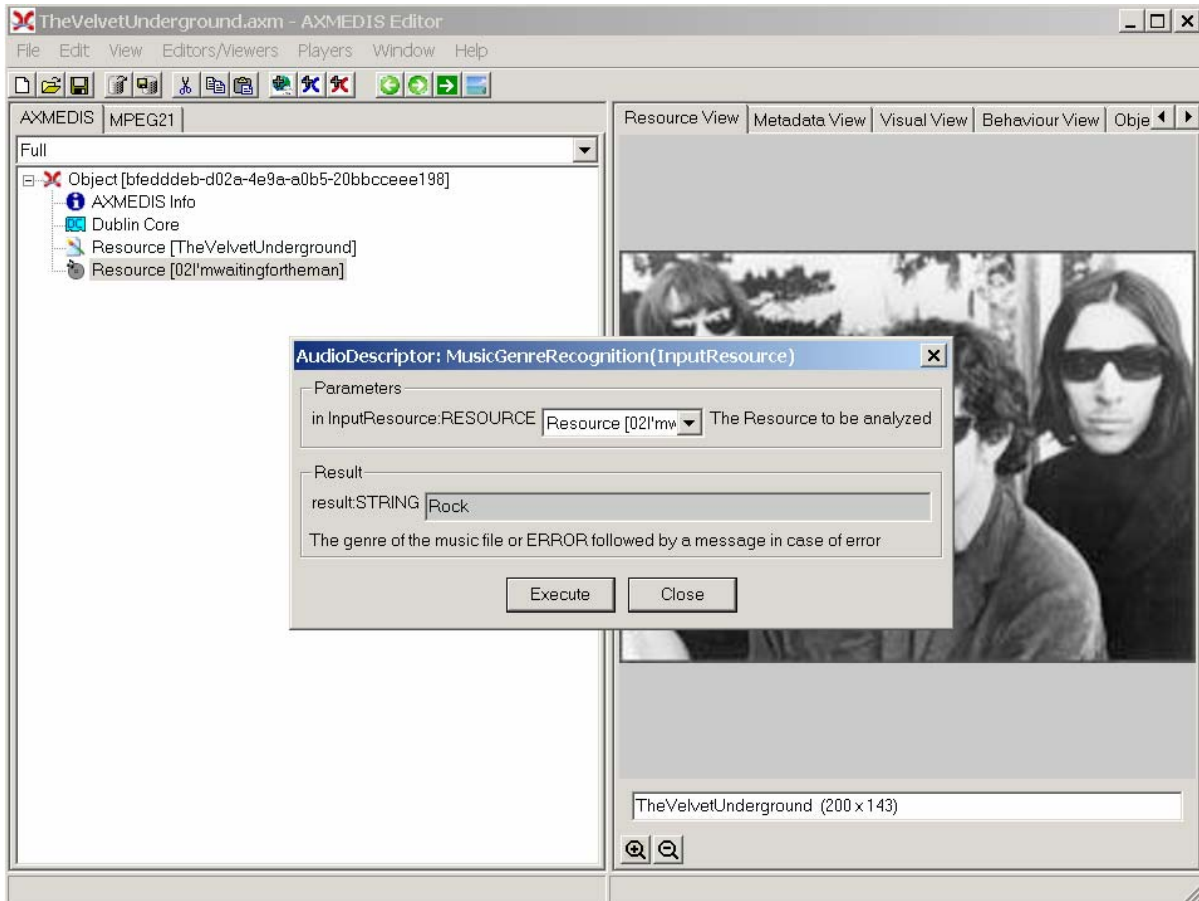 TheVelvetUnderground.axm - AXMEDIS Editor
File Edit View Editors/Viewers Players Window Help
AXMEDIS MPEG21
Full
Object [bfedddeb-d02a-4e9a-a0b5-20bbcceee198]
AXMEDIS Info
DC Dublin Core
Resource [TheVelvetUnderground]
Resource [02I'mwaitingfortheman]
Resource View Metadata View Visual View Behaviour View Obje
AudioDescriptor: MusicGenreRecognition(InputResource)
Parameters
in InputResource:RESOURCE Resource [02I'mw The Resource to be analyzed
Result
result:STRING Rock
The genre of the music file or ERROR followed by a message in case of error
Execute Close
TheVelvetUnderground (200 x 143)